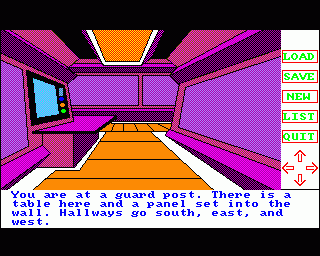 LOAD
SAVE
NEW
LIST
QUIT
You are at a guard post. There is a
table here and a panel set into the
wall. Hallways go south, east, and
west.